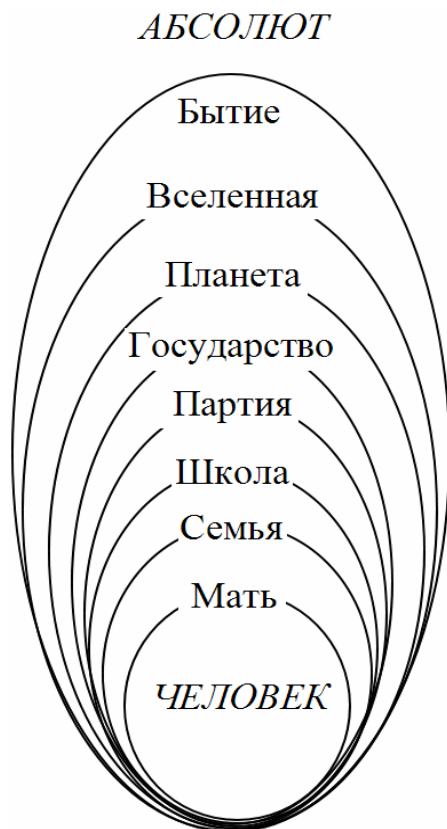 АБСОЛЮТ
Бытие
Вселенная
Планета
Государство
Партия
Школа
Семья
Мать
ЧЕЛОВЕК